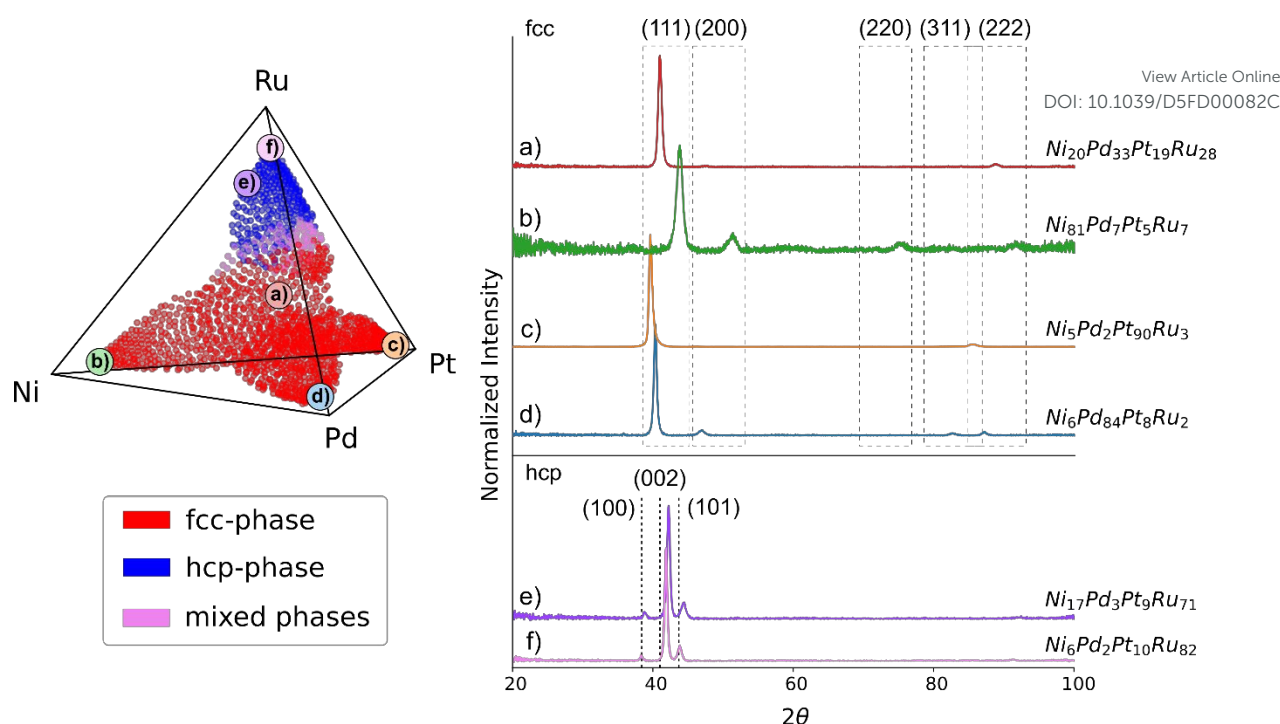 Ru
f)
e)
a)
b)
c)
d)
Ni
Pt
Pd
fcc-phase
hcp-phase
mixed phases
fcc
(111) (200) (220) (311) (222)
View Article Online
DOI: 10.1039/D5FD00082C
a)
Ni20Pd33Pt19Ru28
b)
Ni81Pd7Pt5Ru7
c)
Ni5Pd2Pt90Ru3
d)
Ni6Pd84Pt8Ru2
Normalized Intensity
hcp
(002)
(100) (101)
e)
Ni17Pd3Pt9Ru71
f)
Ni6Pd2Pt10Ru82
20 40 60 80 100
2θ